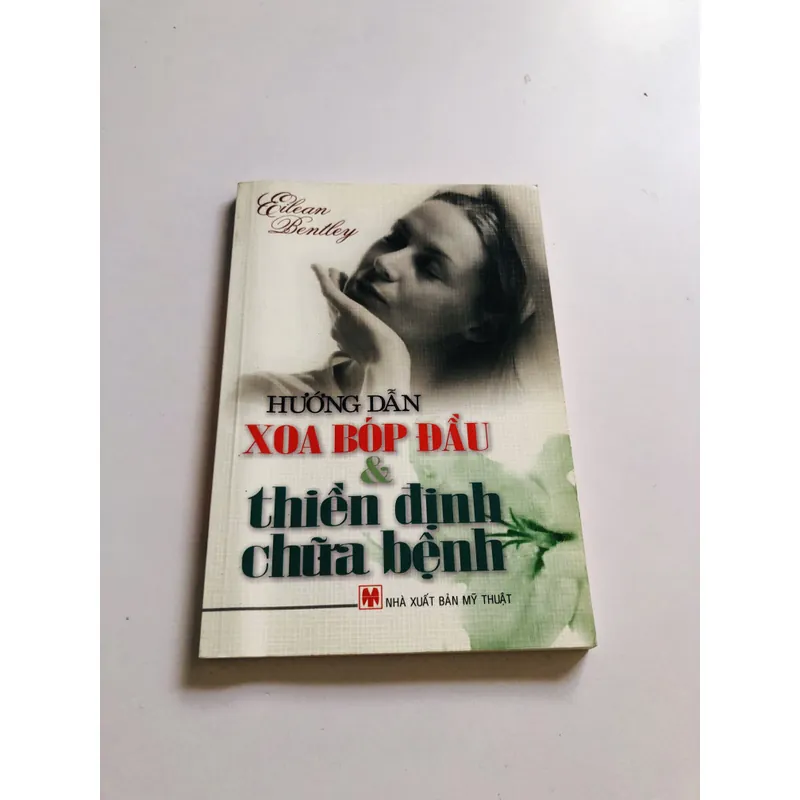 Eilean
Bentley
HƯỚNG DẪN
XOA BÓP ĐẦU
&
thiền định
chữa bệnh
NHÀ XUẤT BẢN MỸ THUẬT